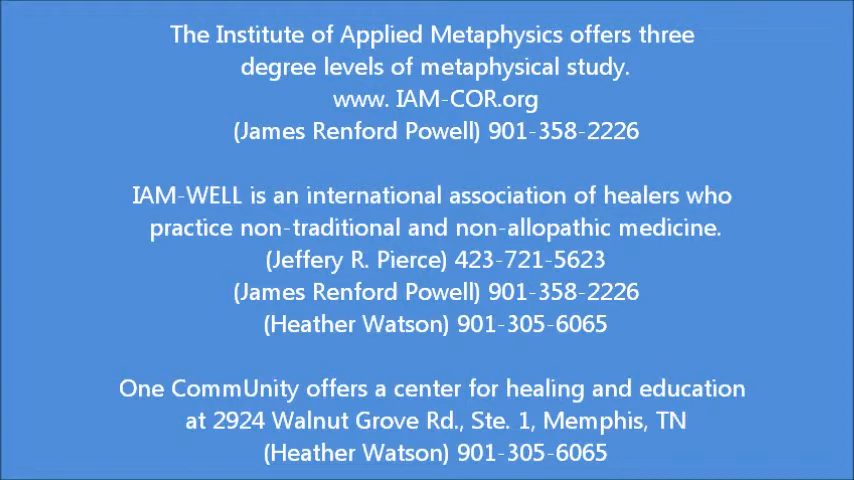 The Institute of Applied Metaphysics offers three
degree levels of metaphysical study.
www. IAM-COR.org
(James Renford Powell) 901-358-2226
IAM-WELL is an international association of healers who
practice non-traditional and non-allopathic medicine.
(Jeffery R. Pierce) 423-721-5623
(James Renford Powell) 901-358-2226
(Heather Watson) 901-305-6065
One CommUnity offers a center for healing and education
at 2924 Walnut Grove Rd., Ste. 1, Memphis, TN
(Heather Watson) 901-305-6065